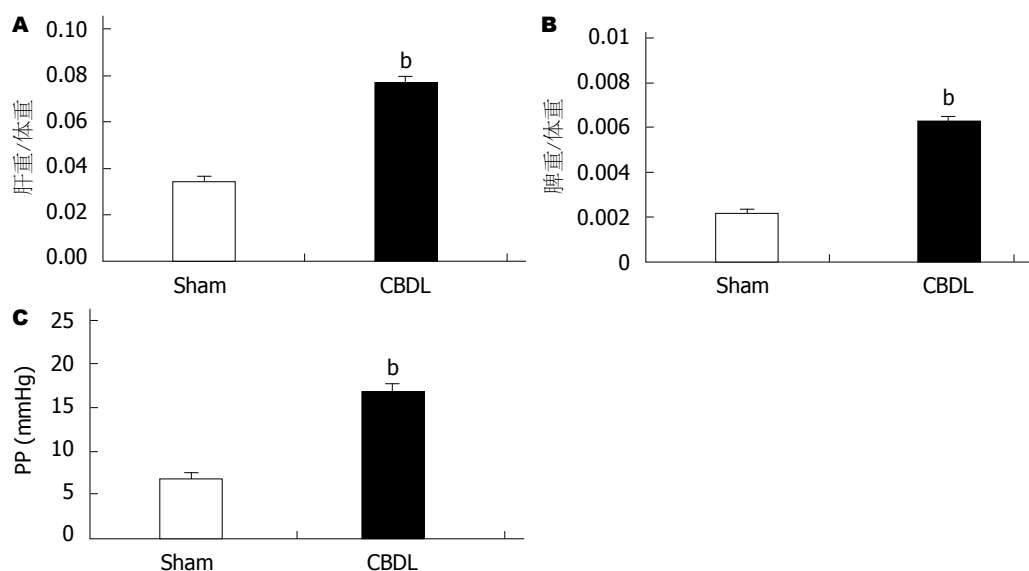 A
0.10
0.08
0.06
0.04
0.02
0.00
肝重/体重
b
Sham CBDL
B
0.01
0.008
0.006
0.004
0.002
0
脾重/体重
b
Sham CBDL
C
25
20
15
10
5
0
PP (mmHg)
b
Sham CBDL